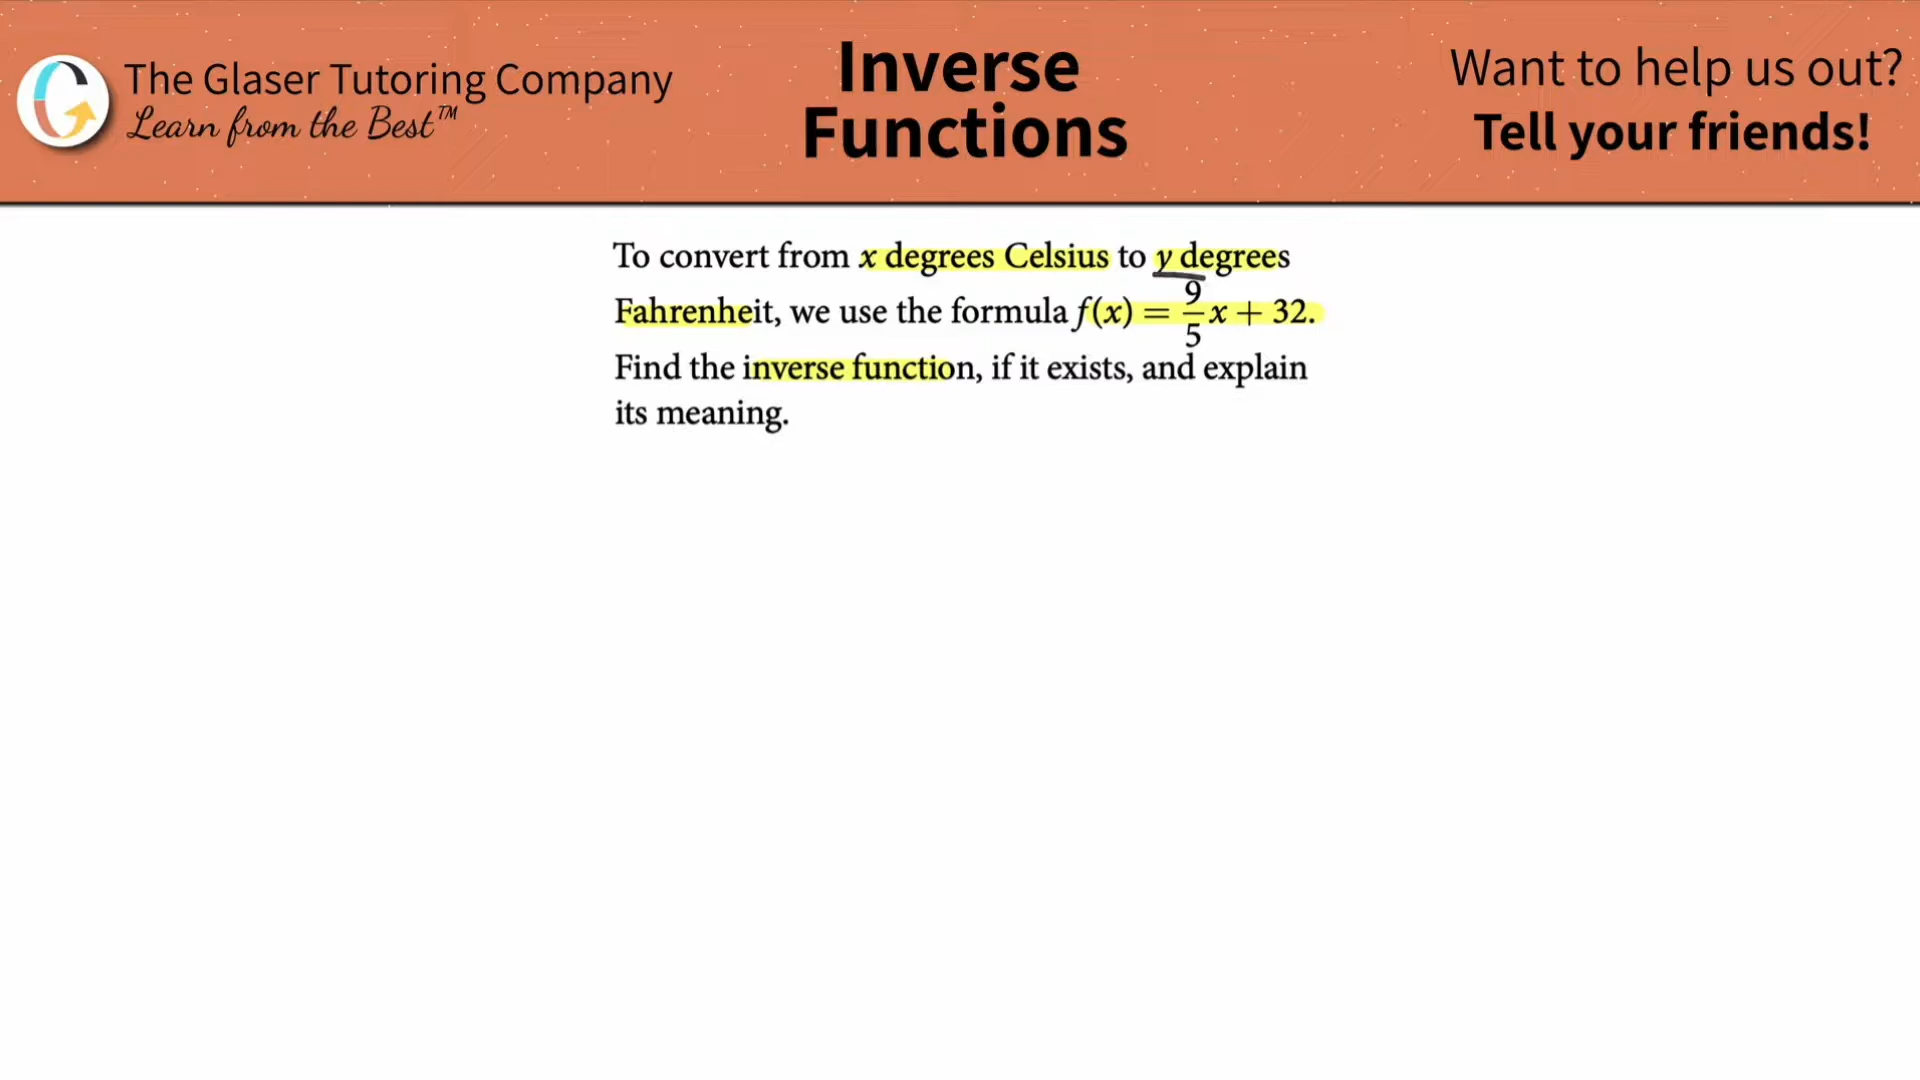 The Glaser Tutoring Company
Learn from the Best™
Inverse
Functions
Want to help us out?
Tell your friends!
To convert from x degrees Celsius to y degrees
Fahrenheit, we use the formula f(x) = 9/5 x + 32.
Find the inverse function, if it exists, and explain
its meaning.